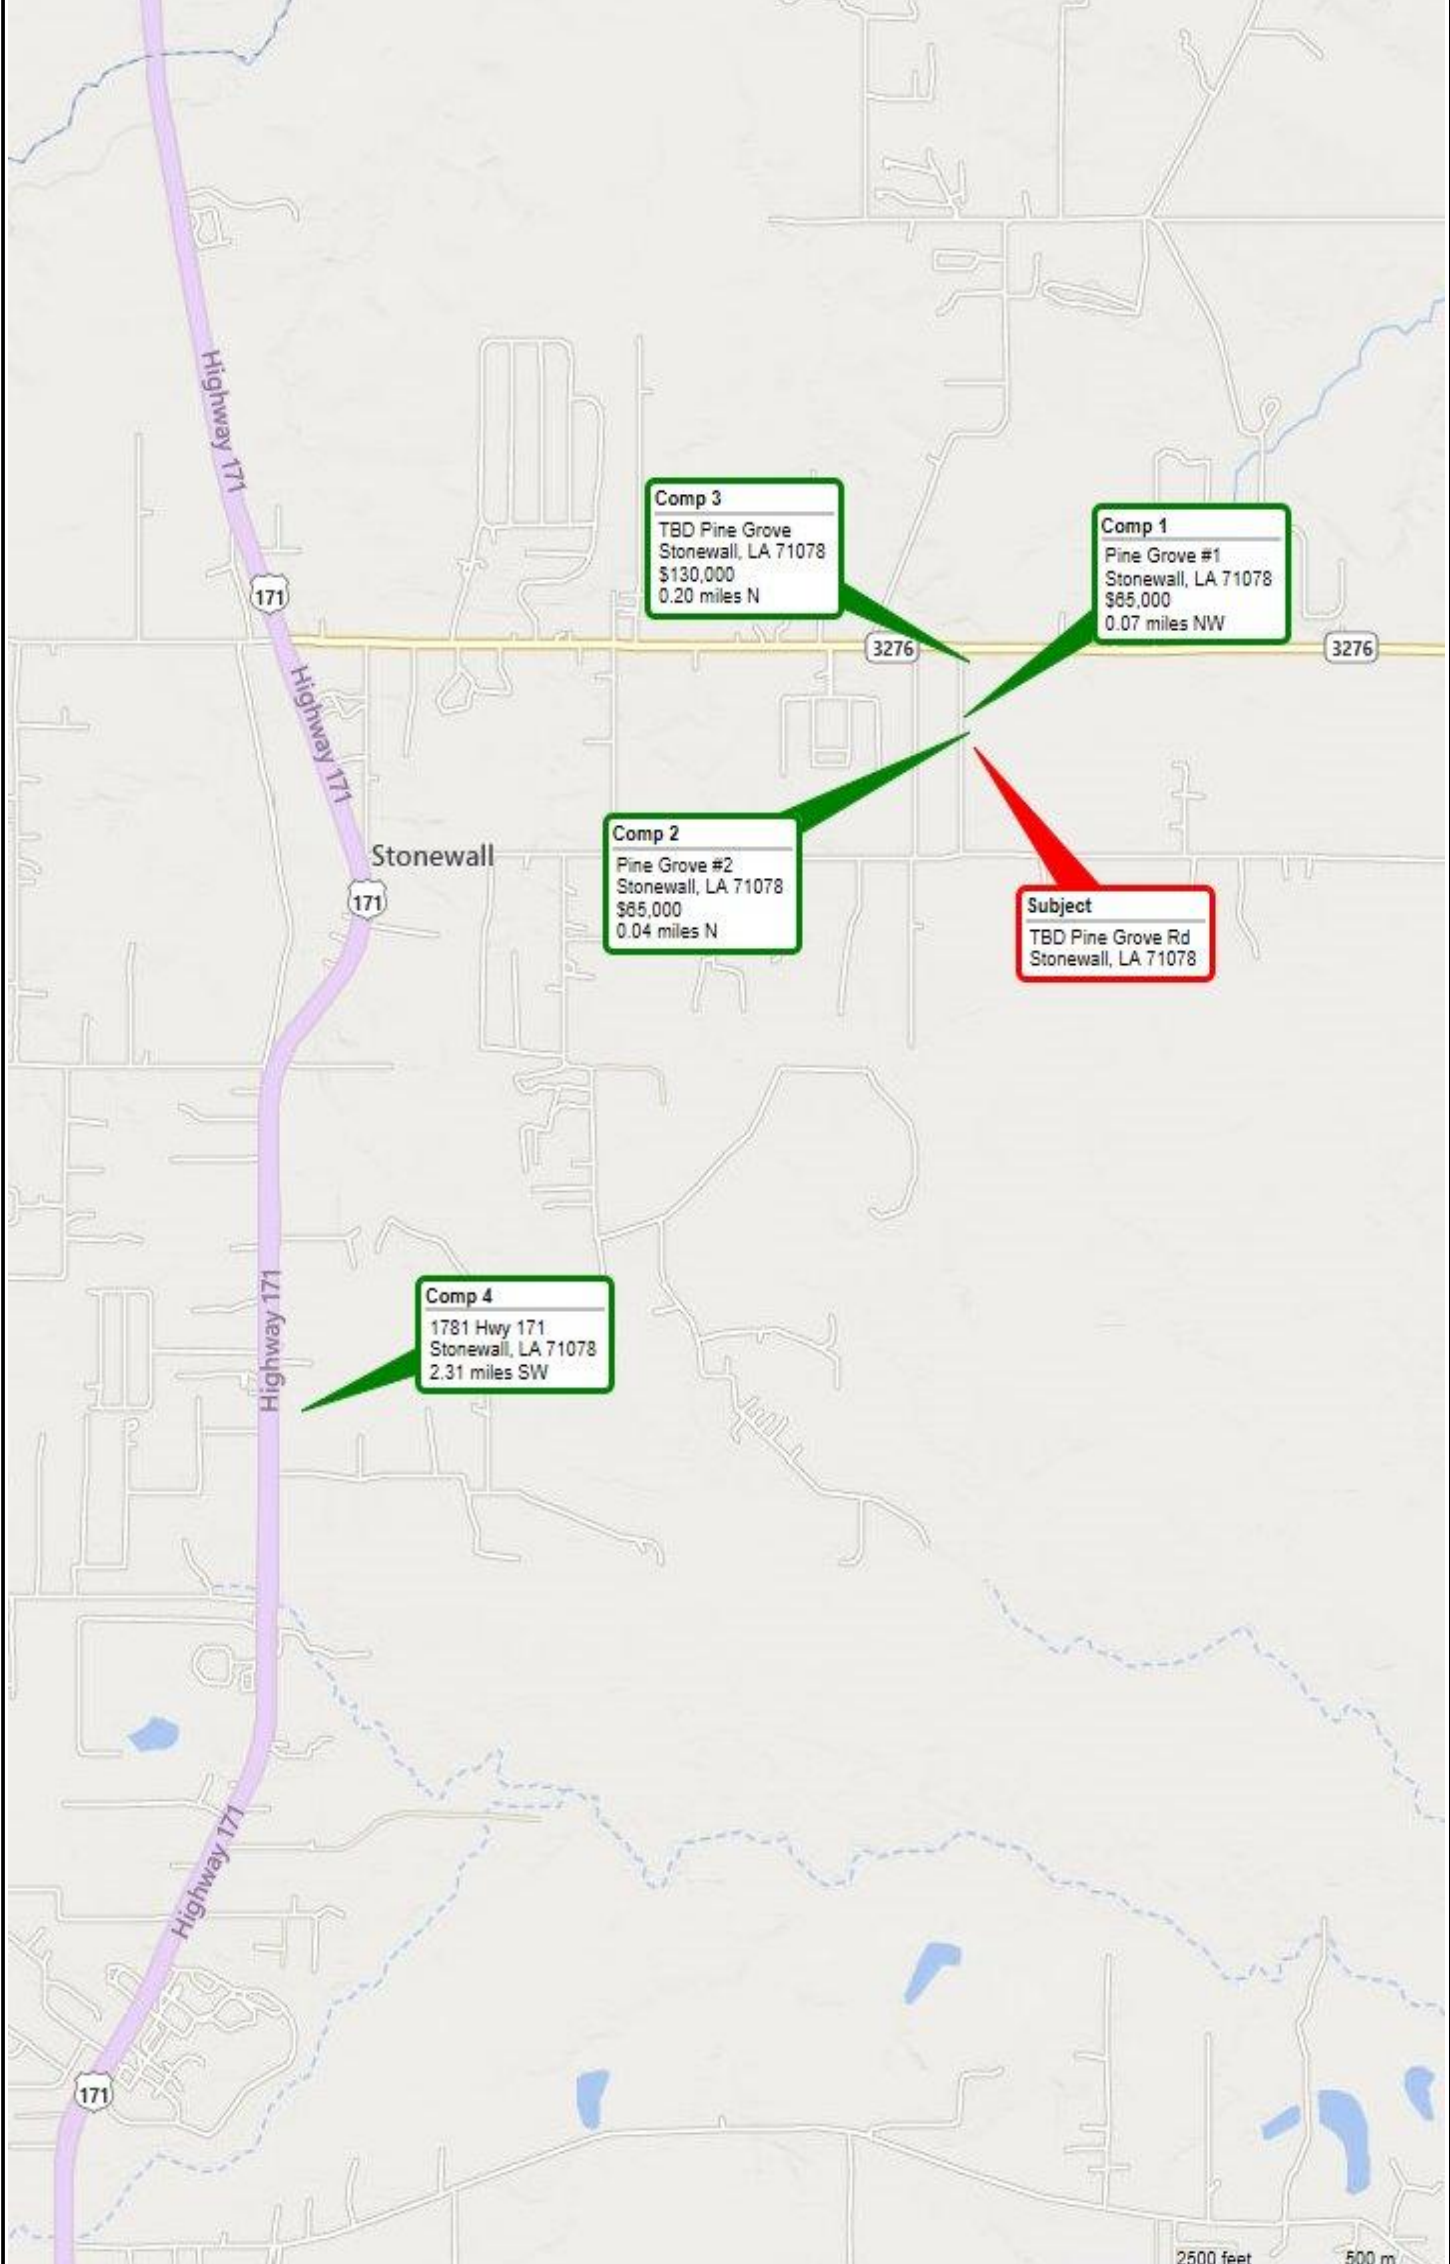 Highway 171
Comp 3
TBD Pine Grove
Stonewall, LA 71078
$130,000
0.20 miles N
Comp 1
Pine Grove #1
Stonewall, LA 71078
$65,000
0.07 miles NW
171
3276
3276
Highway 171
Comp 2
Pine Grove #2
Stonewall, LA 71078
$65,000
0.04 miles N
Stonewall
171
Subject
TBD Pine Grove Rd
Stonewall, LA 71078
Highway 171
Comp 4
1781 Hwy 171
Stonewall, LA 71078
2.31 miles SW
Highway 171
171
2500 feet
500 m